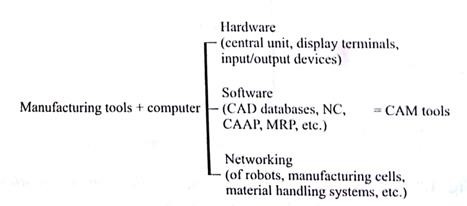 Hardware
(central unit, display terminals,
input/output devices)
Software
Manufacturing tools + computer (CAD databases, NC, = CAM tools
CAAP, MRP, etc.)
Networking
(of robots, manufacturing cells,
material handling systems, etc.)